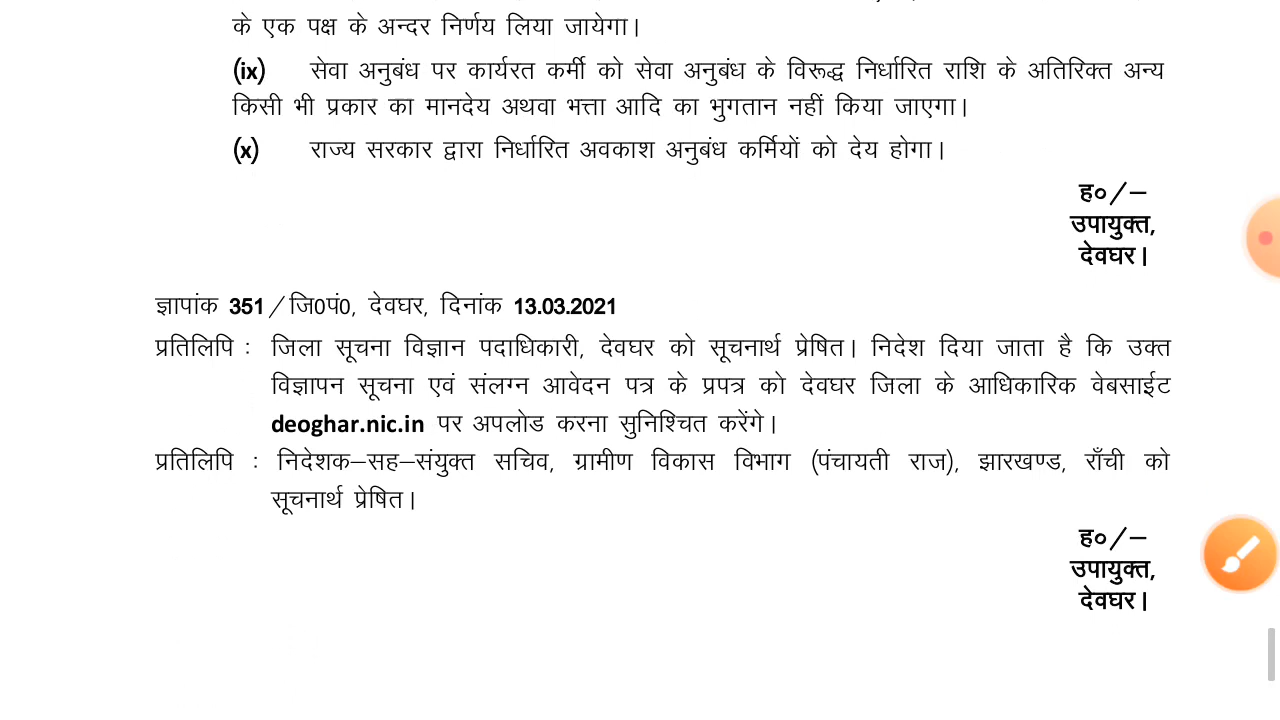 के एक पक्ष के अन्दर निर्णय लिया जायेगा।
(ix) सेवा अनुबंध पर कार्यरत कर्मी को सेवा अनुबंध के विरूद्ध निर्धारित राशि के अतिरिक्त अन्य
किसी भी प्रकार का मानदेय अथवा भत्ता आदि का भुगतान नहीं किया जाएगा।
(x) राज्य सरकार द्वारा निर्धारित अवकाश अनुबंध कर्मियों को देय होगा।
ह०/–
उपायुक्त,
देवघर।
ज्ञापांक 351/जि0पं0, देवघर, दिनांक 13.03.2021
प्रतिलिपि : जिला सूचना विज्ञान पदाधिकारी, देवघर को सूचनार्थ प्रेषित। निदेश दिया जाता है कि उक्त
विज्ञापन सूचना एवं संलग्न आवेदन पत्र के प्रपत्र को देवघर जिला के आधिकारिक वेबसाईट
deoghar.nic.in पर अपलोड करना सुनिश्चित करेंगे।
प्रतिलिपि : निदेशक–सह–संयुक्त सचिव, ग्रामीण विकास विभाग (पंचायती राज), झारखण्ड, राँची को
सूचनार्थ प्रेषित।
ह०/–
उपायुक्त,
देवघर।